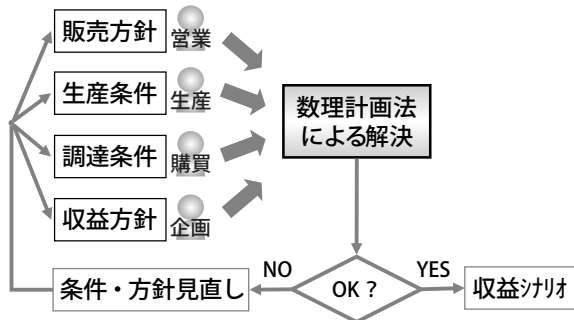 販売方針
営業
生産条件
生産
調達条件
購買
収益方針
企画
数理計画法
による解決
条件・方針見直し
NO
OK？
YES
収益ｼﾅﾘｵ